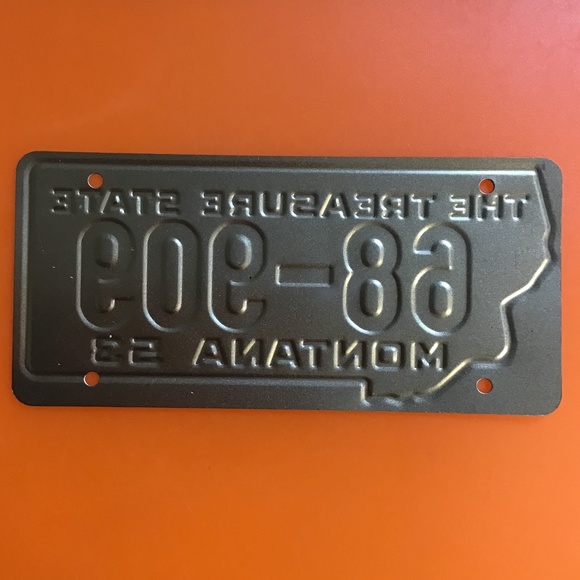 THE TREASURE STATE
68-909
MONTANA 53